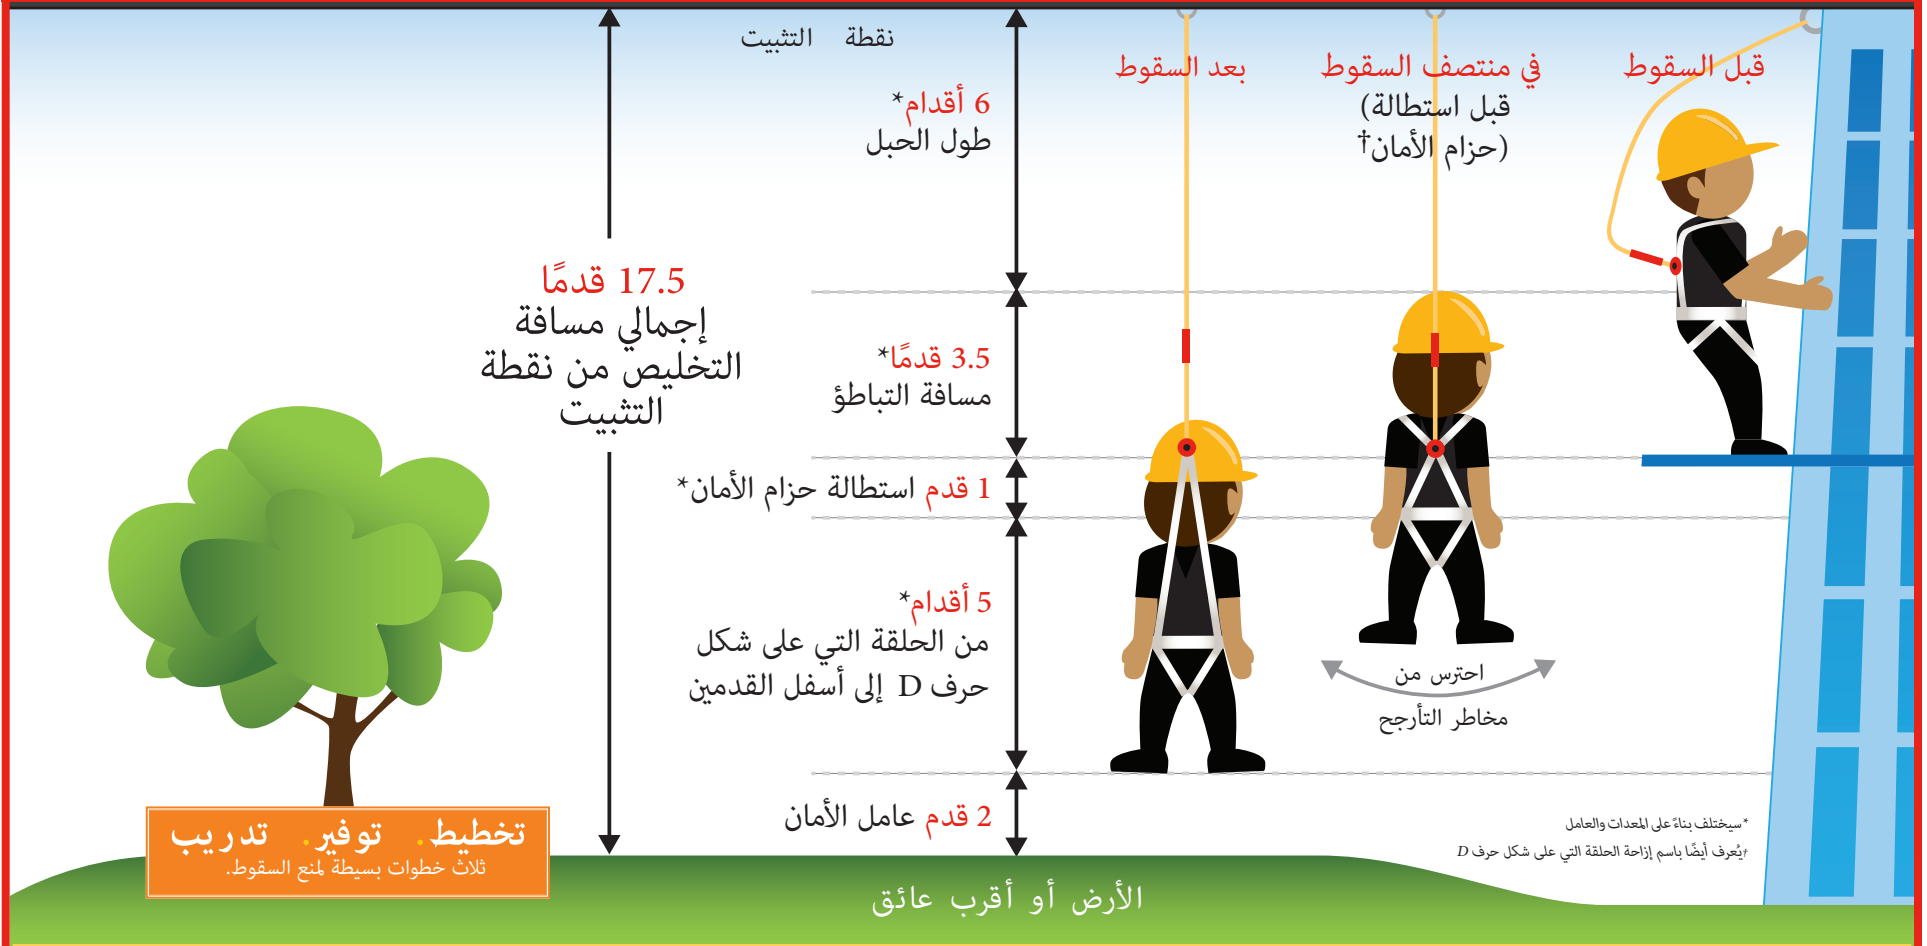 نقطة التثبيت
قبل السقوط
في منتصف السقوط
(قبل استطالة
حزام الأمان†)
بعد السقوط
6 أقدام*
طول الحبل
3.5 قدمًا*
مسافة التباطؤ
1 قدم استطالة حزام الأمان*
5 أقدام*
من الحلقة التي على شكل
حرف D إلى أسفل القدمين
2 قدم عامل الأمان
17.5 قدمًا
إجمالي مسافة
التخليص من نقطة
التثبيت
احترس من
مخاطر التأرجح
*سيختلف بناءً على المعدات والعامل
†يُعرف أيضًا باسم إزاحة الحلقة التي على شكل حرف D
تخطيط. توفير. تدريب
ثلاث خطوات بسيطة لمنع السقوط.
الأرض أو أقرب عائق